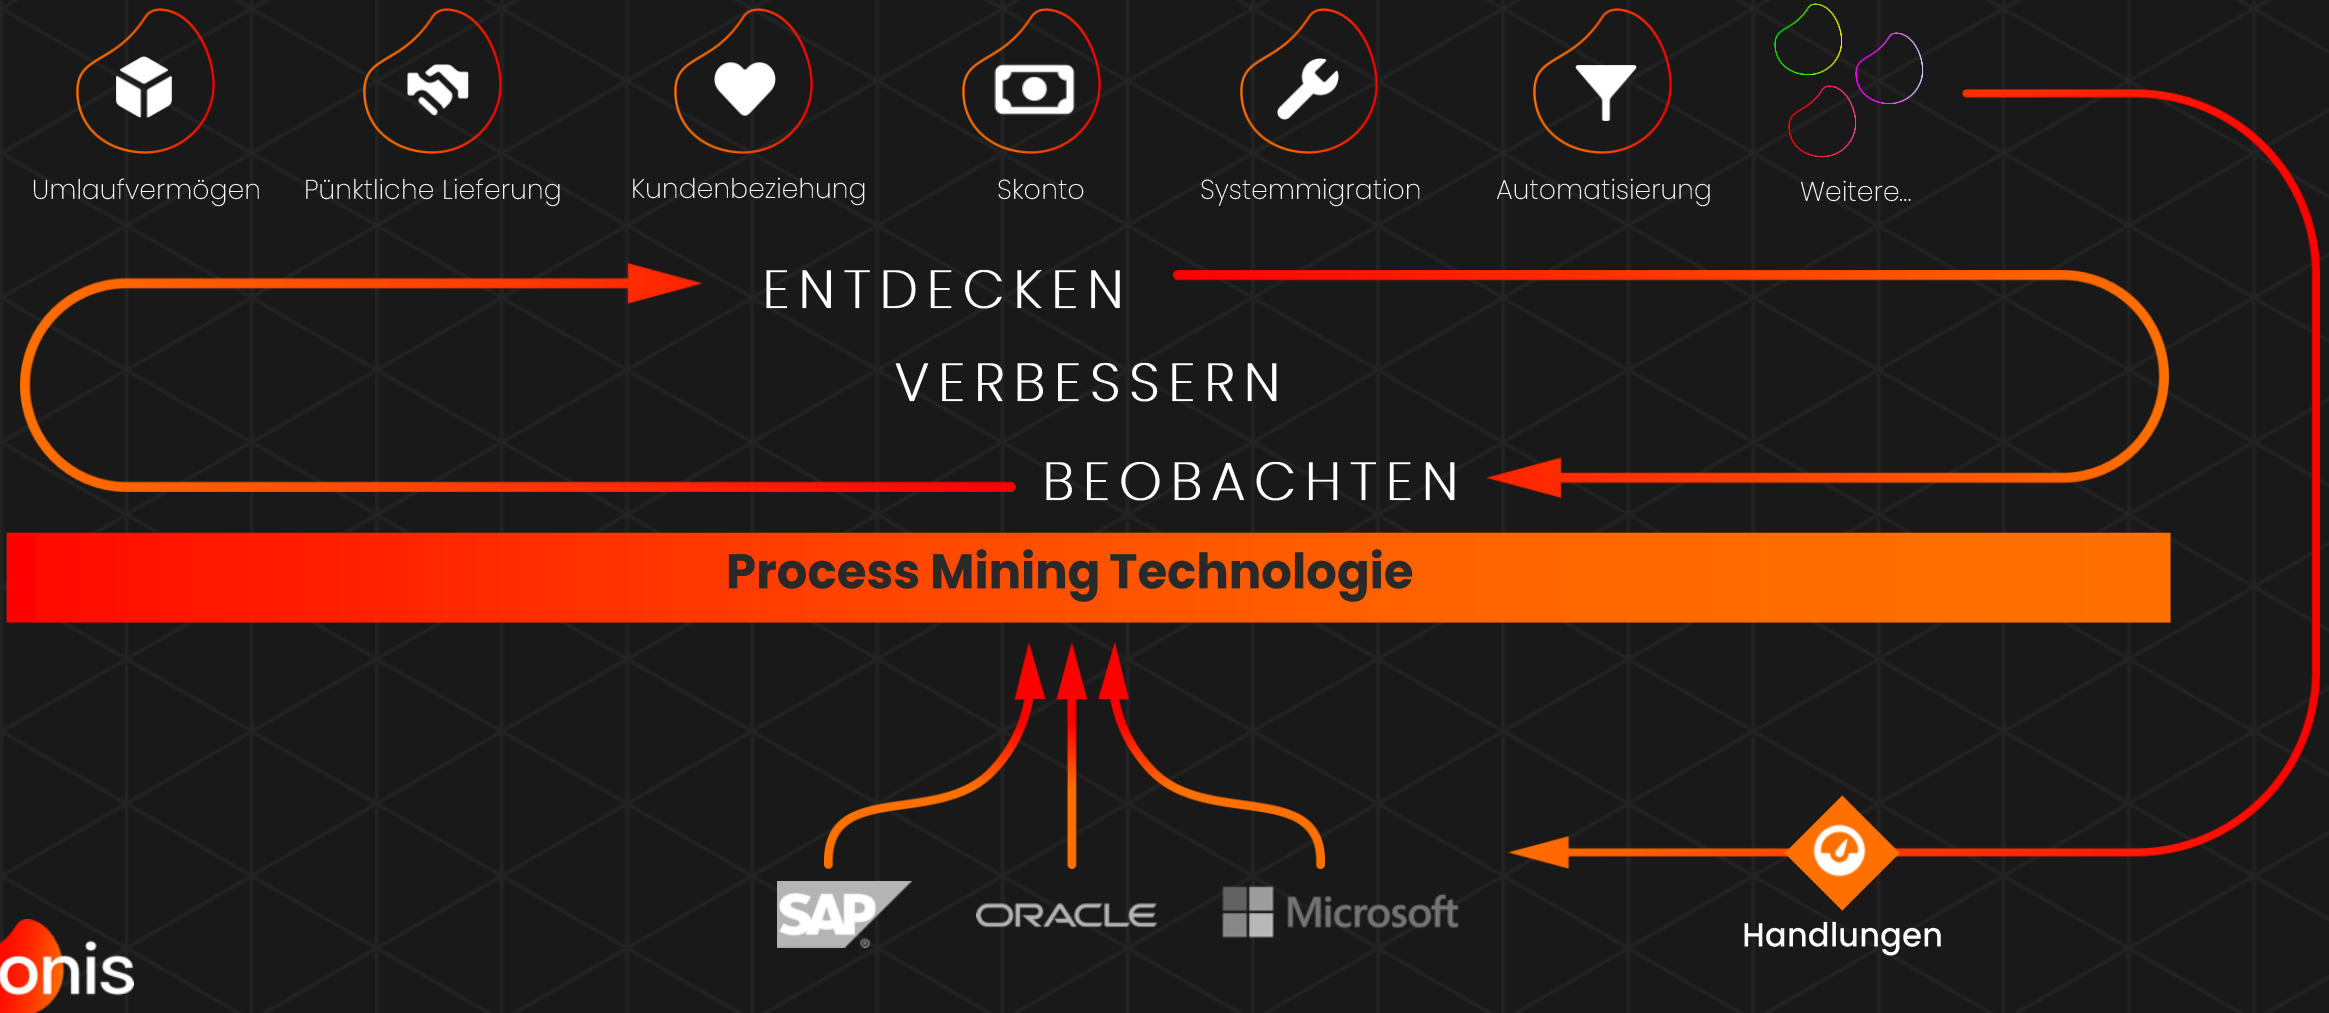 Umlaufvermögen
Pünktliche Lieferung
Kundenbeziehung
Skonto
Systemmigration
Automatisierung
Weitere...
ENTDECKEN
VERBESSERN
BEOBACHTEN
Process Mining Technologie
SAP®
ORACLE
Microsoft
Handlungen
onis